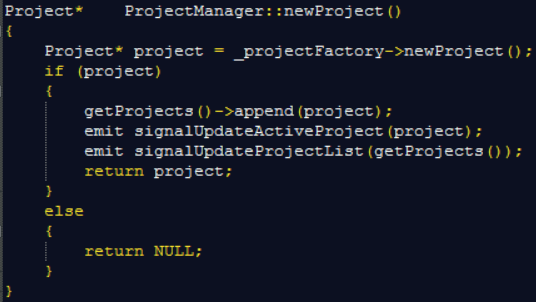 Project*    ProjectManager::newProject()
{
    Project* project = _projectFactory->newProject();
    if (project)
    {
        getProjects()->append(project);
        emit signalUpdateActiveProject(project);
        emit signalUpdateProjectList(getProjects());
        return project;
    }
    else
    {
        return NULL;
    }
}